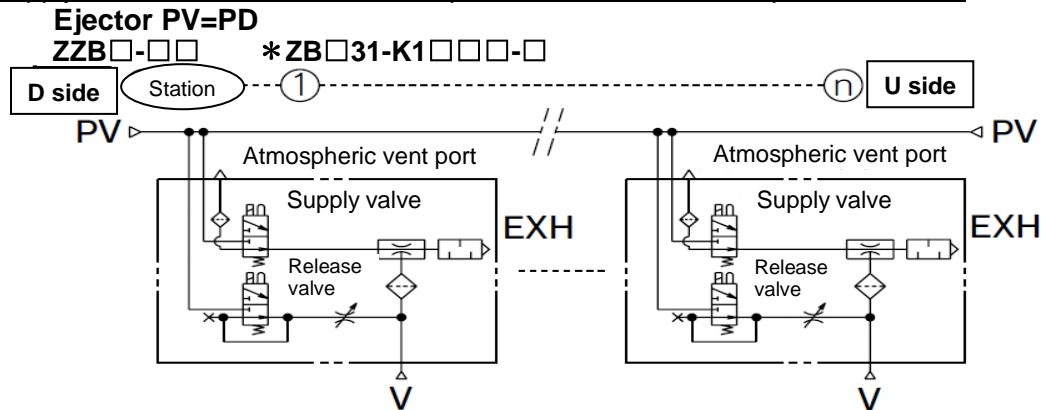 Ejector PV=PD
ZZB□-□□ *ZB□31-K1□□□-□
D side Station 1 n U side
PV PV
Atmospheric vent port Atmospheric vent port
Supply valve Supply valve
EXH EXH
Release Release
valve valve
V V